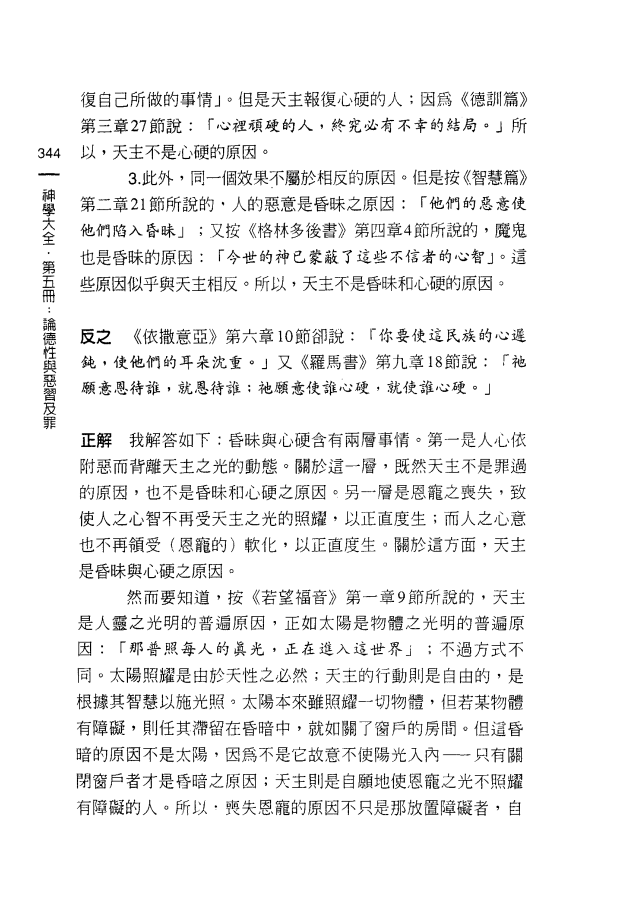 復自己所做的事情」。但是天主報復心硬的人；因為《德訓篇》
第三章27節說：「心裡頑硬的人，終究必有不幸的結局。」所
以，天主不是心硬的原因。
3.此外，同一個效果不屬於相反的原因。但是按《智慧篇》
第二章21節所說的，人的惡意是昏昧之原因：「他們的惡意使
他們陷入昏昧」；又按《格林多後書》第四章4節所說的，魔鬼
也是昏昧的原因：「今世的神已蒙蔽了這些不信者的心智」。這
些原因似乎與天主相反。所以，天主不是昏昧和心硬的原因。
反之　《依撒意亞》第六章10節卻說：「你要使這民族的心遲
鈍，使他們的耳朵沈重。」又《羅馬書》第九章18節說：「祂
願意恩待誰，就恩待誰；祂願意使誰心硬，就使誰心硬。」
正解　我解答如下：昏昧與心硬含有兩層事情。第一是人心依
附惡而背離天主之光的動態。關於這一層，既然天主不是罪過
的原因，也不是昏昧和心硬之原因。另一層是恩寵之喪失，致
使人之心智不再受天主之光的照耀，以正直度生；而人之心意
也不再領受（恩寵的）軟化，以正直度生。關於這方面，天主
是昏昧與心硬之原因。
然而要知道，按《若望福音》第一章9節所說的，天主
是人靈之光明的普遍原因，正如太陽是物體之光明的普遍原
因：「那普照每人的真光，正在進入這世界」；不過方式不
同。太陽照耀是由於天性之必然；天主的行動則是自由的，是
根據其智慧以施光照。太陽本來雖照耀一切物體，但若某物體
有障礙，則任其滯留在昏暗中，就如關了窗戶的房間。但這昏
暗的原因不是太陽，因為不是它故意不使陽光入內——只有關
閉窗戶者才是昏暗之原因；天主則是自願地使恩寵之光不照耀
有障礙的人。所以，喪失恩寵的原因不只是那放置障礙者，自
344
神學大全．第五冊：論德性與惡習及罪